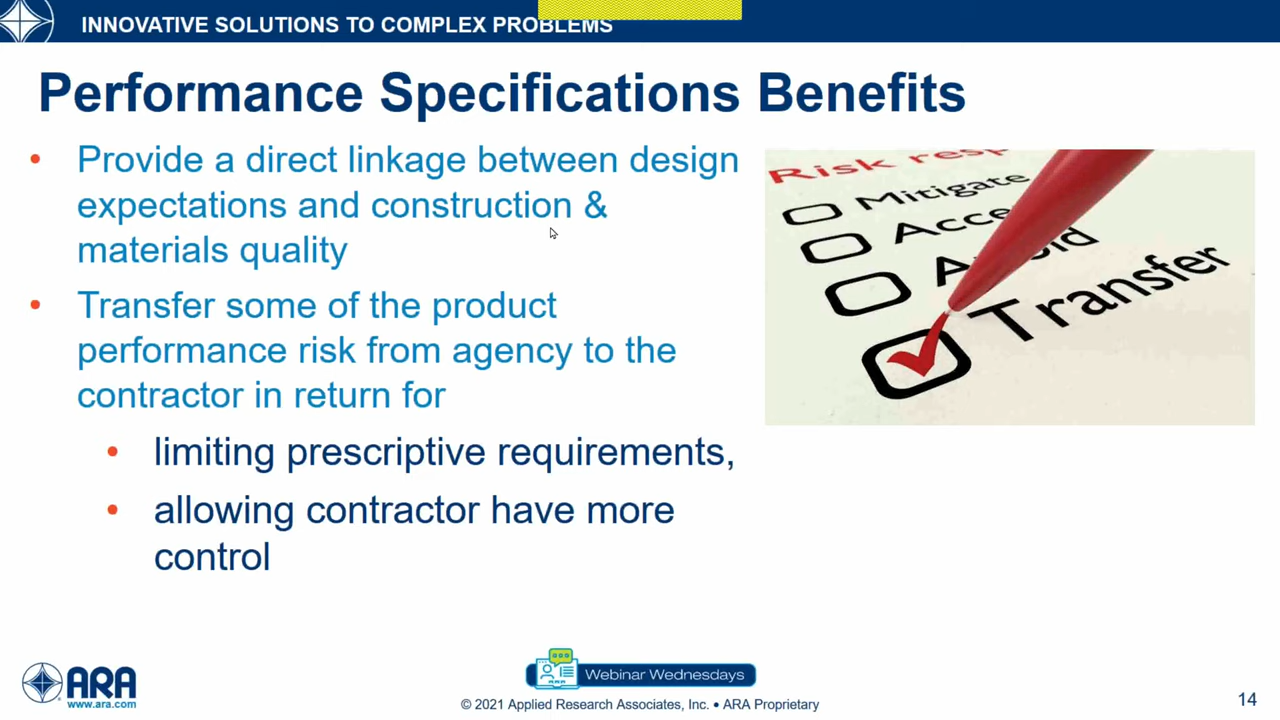 INNOVATIVE SOLUTIONS TO COMPLEX PROBLEMS
Performance Specifications Benefits
• Provide a direct linkage between design
expectations and construction &
materials quality
• Transfer some of the product
performance risk from agency to the
contractor in return for
• limiting prescriptive requirements,
• allowing contractor have more
control
Risk
Mitigate
Transfer
ARA
www.ara.com
Webinar Wednesdays
© 2021 Applied Research Associates, Inc. • ARA Proprietary
14